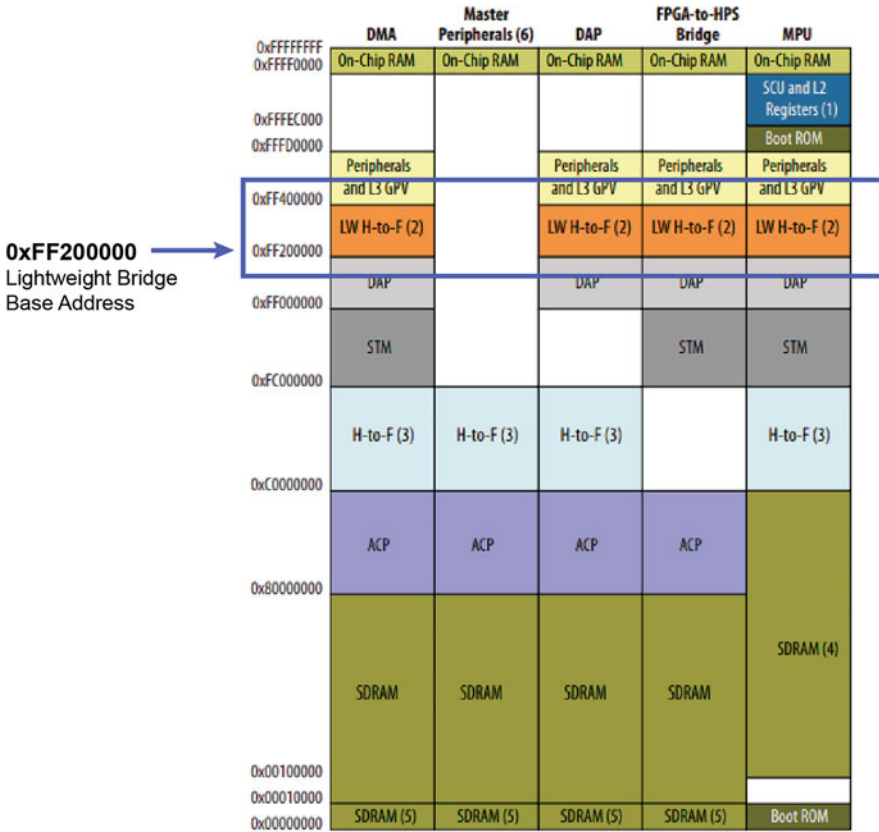 DMA
Master
Peripherals (6)
DAP
FPGA-to-HPS
Bridge
MPU
0xFFFFFFFF
0xFFFF0000
On-Chip RAM On-Chip RAM On-Chip RAM On-Chip RAM On-Chip RAM
SCU and L2
Registers (1)
0xFFFEC000
Boot ROM
0xFFFD0000
Peripherals Peripherals Peripherals Peripherals
and L3 GPV and L3 GPV and L3 GPV and L3 GPV
0xFF400000
LW H-to-F (2) LW H-to-F (2) LW H-to-F (2) LW H-to-F (2)
0xFF200000
0xFF200000
Lightweight Bridge
Base Address
DAP DAP DAP DAP
0xFF000000
STM STM STM
0xFC000000
H-to-F (3) H-to-F (3) H-to-F (3) H-to-F (3)
0xC0000000
ACP ACP ACP ACP
0x80000000
SDRAM (4)
SDRAM SDRAM SDRAM SDRAM
0x00100000
0x00010000
SDRAM (5) SDRAM (5) SDRAM (5) SDRAM (5) Boot ROM
0x00000000